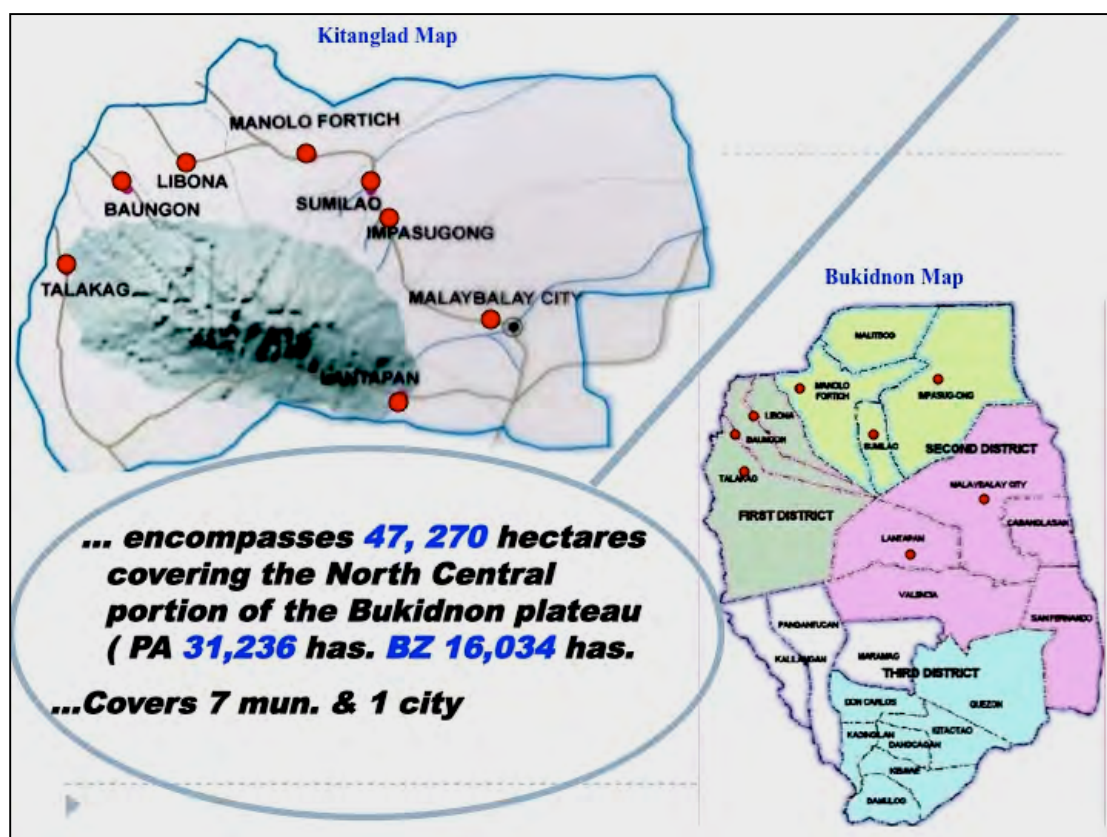 Kitanglad Map
MANOLO FORTICH
LIBONA
BAUNGON
SUMILAO
IMPASUGONG
TALAKAG
MALAYBALAY CITY
LANTAPAN
Bukidnon Map
MALITBOG
MANOLO
FORTICH
IMPASUG-ONG
LIBONA
BAUNGON
SUMILAO
SECOND DISTRICT
TALAKAG
MALAYBALAY CITY
FIRST DISTRICT
CABANGLASAN
LANTAPAN
VALENCIA
SAN FERNANDO
PANGANTUCAN
KALILANGAN
MARAMAG
THIRD DISTRICT
DON CARLOS
QUEZON
KITAOTAO
KADINGILAN
DANGCAGAN
KIBAWE
DAMULOG
... encompasses 47, 270 hectares
covering the North Central
portion of the Bukidnon plateau
( PA 31,236 has. BZ 16,034 has.
...Covers 7 mun. & 1 city